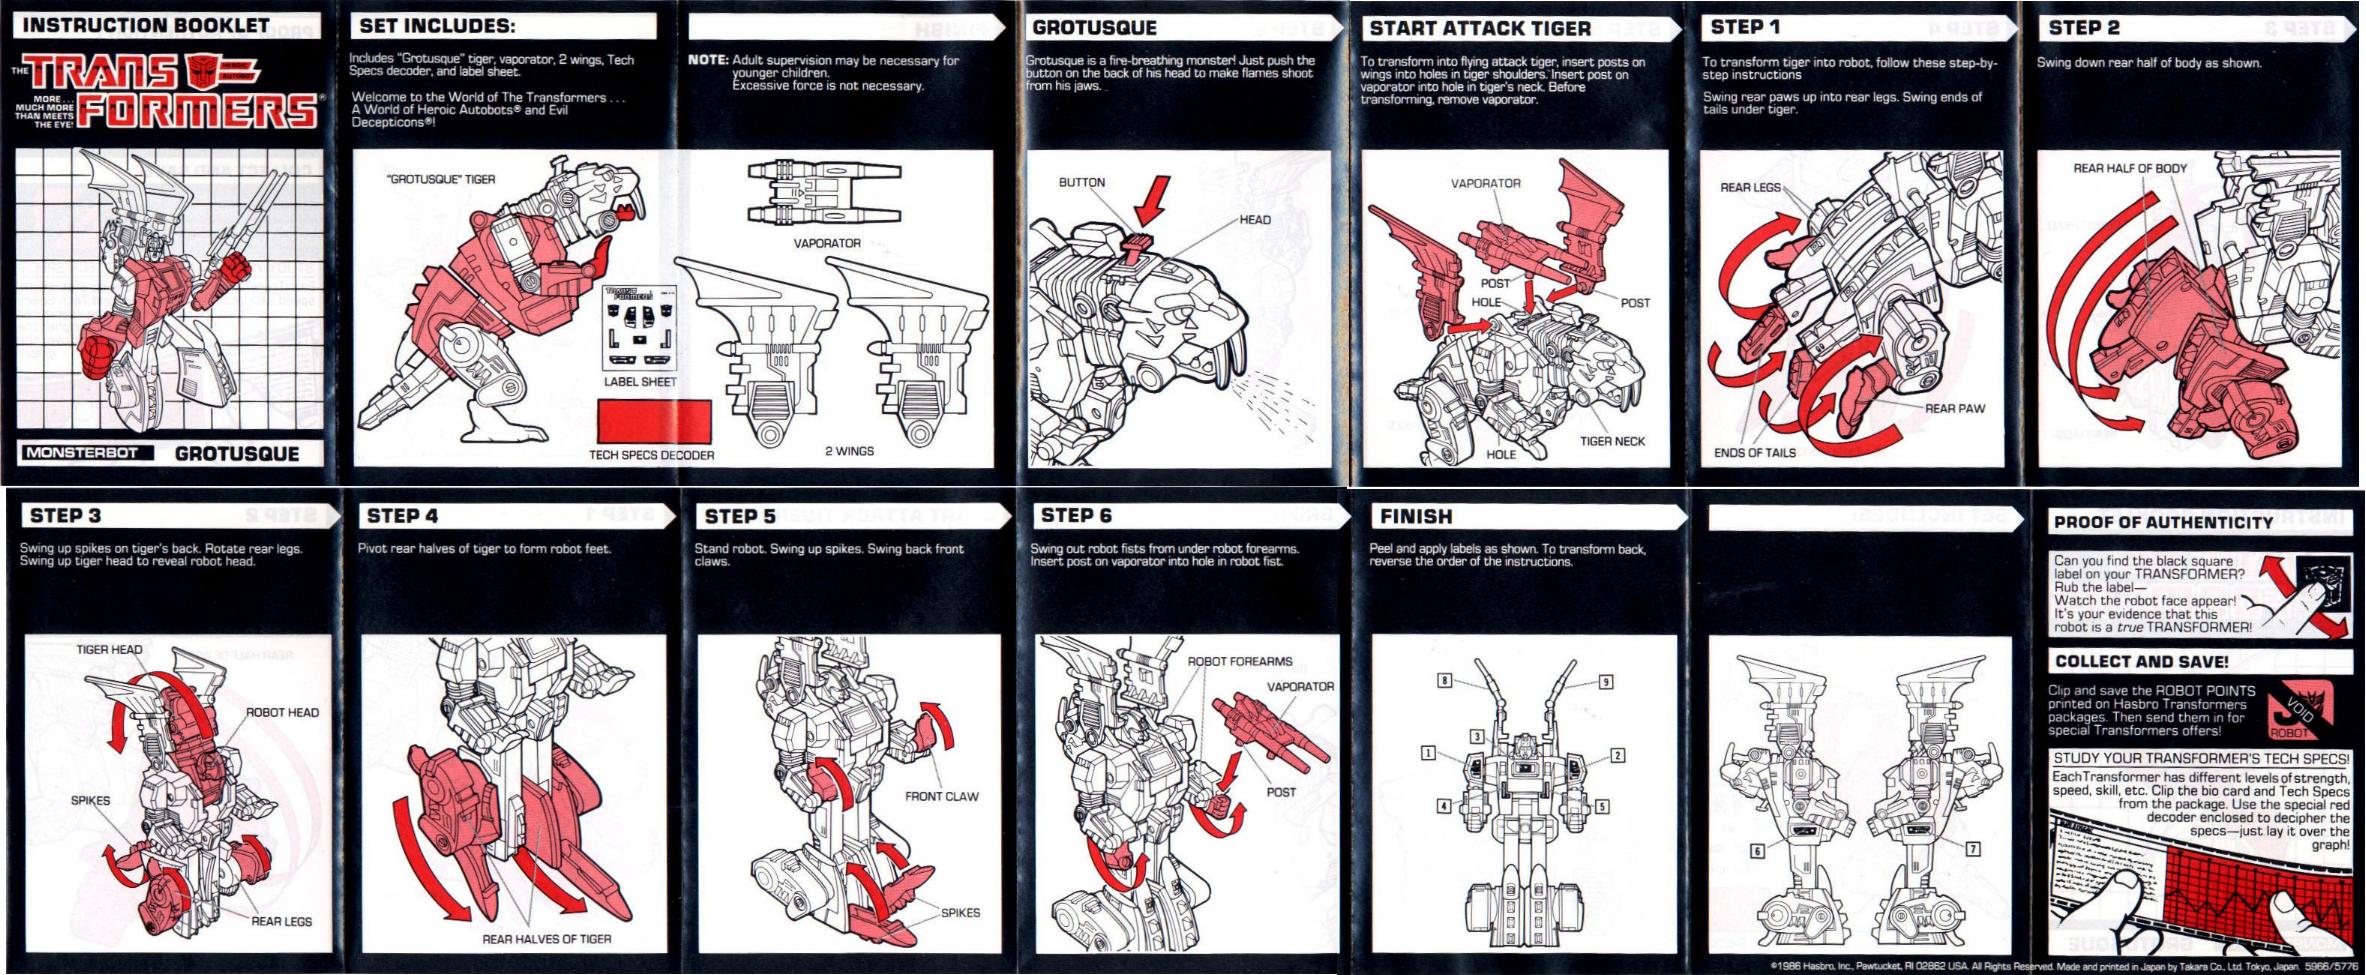 INSTRUCTION BOOKLET
THE TRANSFORMERS®
HEROIC
AUTOBOT
MORE...
MUCH MORE
THAN MEETS
THE EYE!
MONSTERBOT GROTUSQUE
SET INCLUDES:
Includes “Grotusque” tiger, vaporator, 2 wings, Tech
Specs decoder, and label sheet.
Welcome to the World of The Transformers . . .
A World of Heroic Autobots® and Evil
Decepticons®!
NOTE: Adult supervision may be necessary for
younger children.
Excessive force is not necessary.
“GROTUSQUE” TIGER
VAPORATOR
TRANSFORMERS
LABEL SHEET
TECH SPECS DECODER
2 WINGS
GROTUSQUE
Grotusque is a fire-breathing monster! Just push the
button on the back of his head to make flames shoot
from his jaws.
BUTTON
HEAD
START ATTACK TIGER
To transform into flying attack tiger, insert posts on
wings into holes in tiger shoulders. Insert post on
vaporator into hole in tiger's neck. Before
transforming, remove vaporator.
VAPORATOR
POST
HOLE
POST
TIGER NECK
HOLE
STEP 1
To transform tiger into robot, follow these step-by-
step instructions
Swing rear paws up into rear legs. Swing ends of
tails under tiger.
REAR LEGS
REAR PAW
ENDS OF TAILS
STEP 2
Swing down rear half of body as shown.
REAR HALF OF BODY
STEP 3
Swing up spikes on tiger's back. Rotate rear legs.
Swing up tiger head to reveal robot head.
TIGER HEAD
ROBOT HEAD
SPIKES
REAR LEGS
STEP 4
Pivot rear halves of tiger to form robot feet.
REAR HALVES OF TIGER
STEP 5
Stand robot. Swing up spikes. Swing back front
claws.
FRONT CLAW
SPIKES
STEP 6
Swing out robot fists from under robot forearms.
Insert post on vaporator into hole in robot fist.
ROBOT FOREARMS
VAPORATOR
POST
FINISH
Peel and apply labels as shown. To transform back,
reverse the order of the instructions.
8 9
3
1 2
4 5
6 7
PROOF OF AUTHENTICITY
Can you find the black square
label on your TRANSFORMER?
Rub the label—
Watch the robot face appear!
It's your evidence that this
robot is a true TRANSFORMER!
COLLECT AND SAVE!
Clip and save the ROBOT POINTS
printed on Hasbro Transformers
packages. Then send them in for
special Transformers offers!
VOID
ROBOT
STUDY YOUR TRANSFORMER'S TECH SPECS!
Each Transformer has different levels of strength,
speed, skill, etc. Clip the bio card and Tech Specs
from the package. Use the special red
decoder enclosed to decipher the
specs—just lay it over the
graph!
©1986 Hasbro, Inc., Pawtucket, RI 02862 USA. All Rights Reserved. Made and printed in Japan by Takara Co., Ltd. Tokyo, Japan. 5966/5776